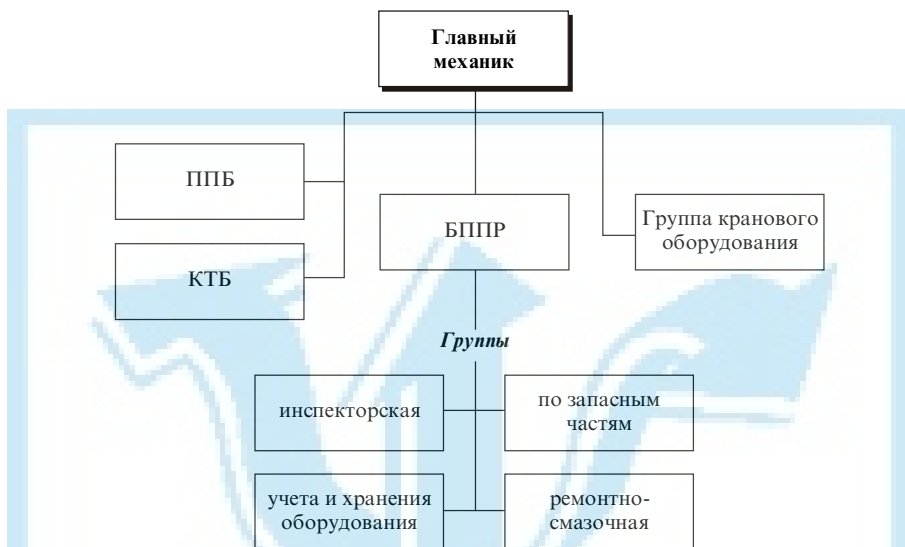 Главный
механик
ППБ
БППР
Группа кранового
оборудования
КТБ
Группы
инспекторская
по запасным
частям
учета и хранения
оборудования
ремонтно-
смазочная